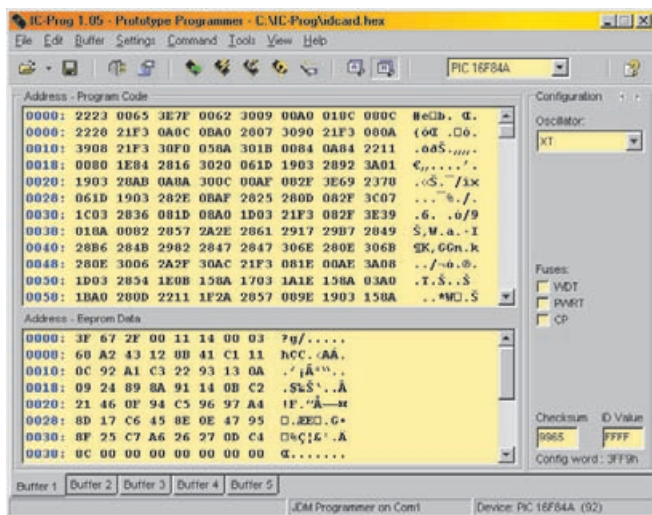 IC-Prog 1.05 - Prototype Programmer - C:\IC-Prog\idcard.hex
File Edit Buffer Settings Command Tools View Help
PIC 16F84A
Address - Program Code
0000: 2223 0065 3E7F 0062 3009 00A0 018C 080C
0008: 2228 21F3 0A0C 0BA0 2807 3090 21F3 080A
0010: 3908 21F3 30F0 058A 301B 0084 0A84 2211
0018: 0080 1E84 2816 3020 061D 1903 2892 3A01
0020: 1903 28AB 0A8A 300C 00AF 082F 3E69 2378
0028: 061D 1903 282E 0BAF 2825 280D 082F 3C07
0030: 1C03 2836 081D 08A0 1D03 21F3 082F 3E39
0038: 018A 0082 2857 2A2E 2861 2917 29B7 2849
0040: 28B6 284B 2982 2847 2847 306E 280E 306B
0048: 280E 3006 2A2F 30AC 21F3 081E 00AE 3A08
0050: 1D03 2854 1E0B 158A 1703 1A1E 158A 03A0
0058: 1BA0 280D 2211 1F2A 2857 089E 1903 158A
Address - Eeprom Data
0000: 3F 67 2F 00 11 14 00 03 ?g/.....
0008: 68 A2 43 12 8B 41 C1 11
0010: 0C 92 A1 C3 22 93 13 0A
0018: 09 24 89 8A 91 14 0B C2
0020: 21 46 0F 94 C5 96 97 A4
0028: 8D 17 C6 45 8E 0E 47 95
0030: 8F 25 C7 A6 26 27 0D C4
0038: 0C 00 00 00 00 00 00 00
Configuration
Oscillator:
XT
Fuses:
WDT
PWRT
CP
Checksum ID Value
9965 FFFF
Config word : 3FF9h
Buffer 1 Buffer 2 Buffer 3 Buffer 4 Buffer 5
JDM Programmer on Com1 Device: PIC 16F84A (92)